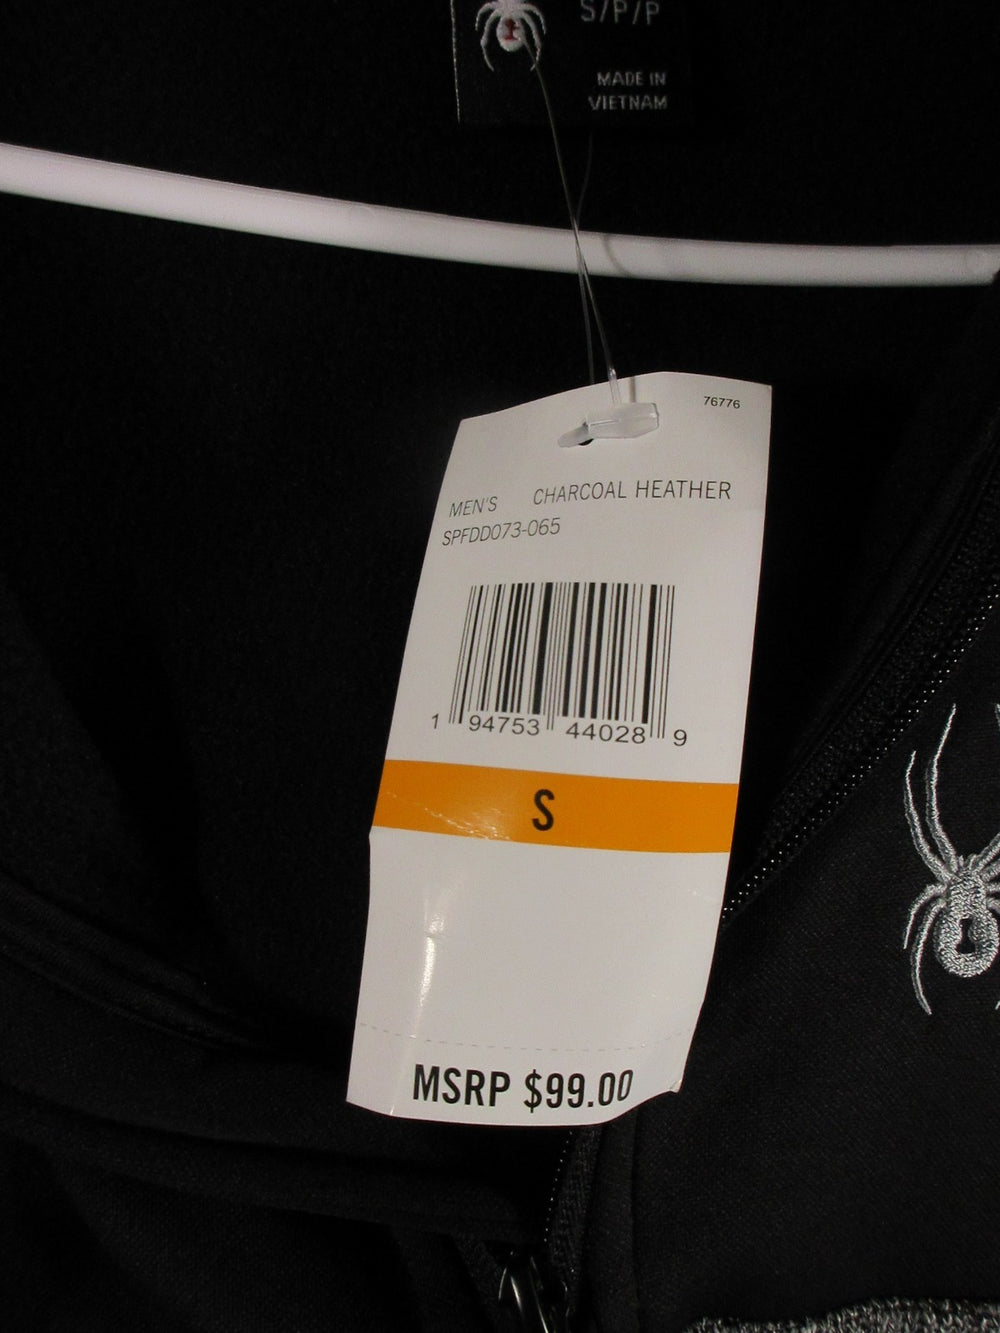 S/P/P
MADE IN
VIETNAM
76776
MEN'S CHARCOAL HEATHER
SPFDD073-065
1 94753 44028 9
S
MSRP $99.00